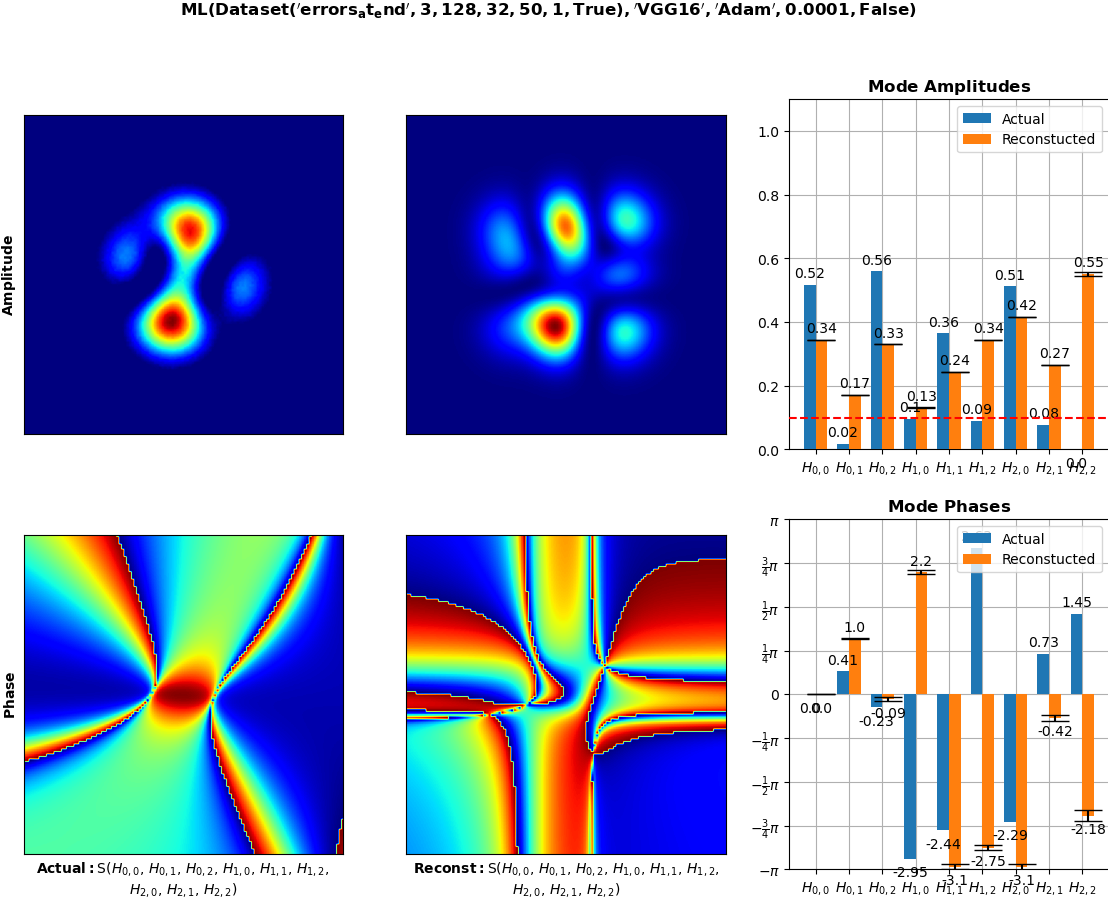 ML(Dataset('errorsₐtₑnd', 3, 128, 32, 50, 1, True), 'VGG16', 'Adam', 0.0001, False)
Amplitude
Mode Amplitudes
Actual
Reconstucted
1.0
0.8
0.6
0.4
0.2
0.0
0.52
0.34
0.02
0.17
0.56
0.33
0.1
0.13
0.36
0.24
0.09
0.34
0.51
0.42
0.08
0.27
0.0
0.55
H₀,₀ H₀,₁ H₀,₂ H₁,₀ H₁,₁ H₁,₂ H₂,₀ H₂,₁ H₂,₂
Phase
Actual: S(H₀,₀, H₀,₁, H₀,₂, H₁,₀, H₁,₁, H₁,₂,
H₂,₀, H₂,₁, H₂,₂)
Reconst: S(H₀,₀, H₀,₁, H₀,₂, H₁,₀, H₁,₁, H₁,₂,
H₂,₀, H₂,₁, H₂,₂)
Mode Phases
Actual
Reconstucted
π
¾π
½π
¼π
0
−¼π
−½π
−¾π
−π
0.0
0.0
0.41
1.0
-0.23
-0.09
-2.95
2.2
-2.44
-3.1
-2.75
-2.29
-3.1
0.73
-0.42
1.45
-2.18
H₀,₀ H₀,₁ H₀,₂ H₁,₀ H₁,₁ H₁,₂ H₂,₀ H₂,₁ H₂,₂